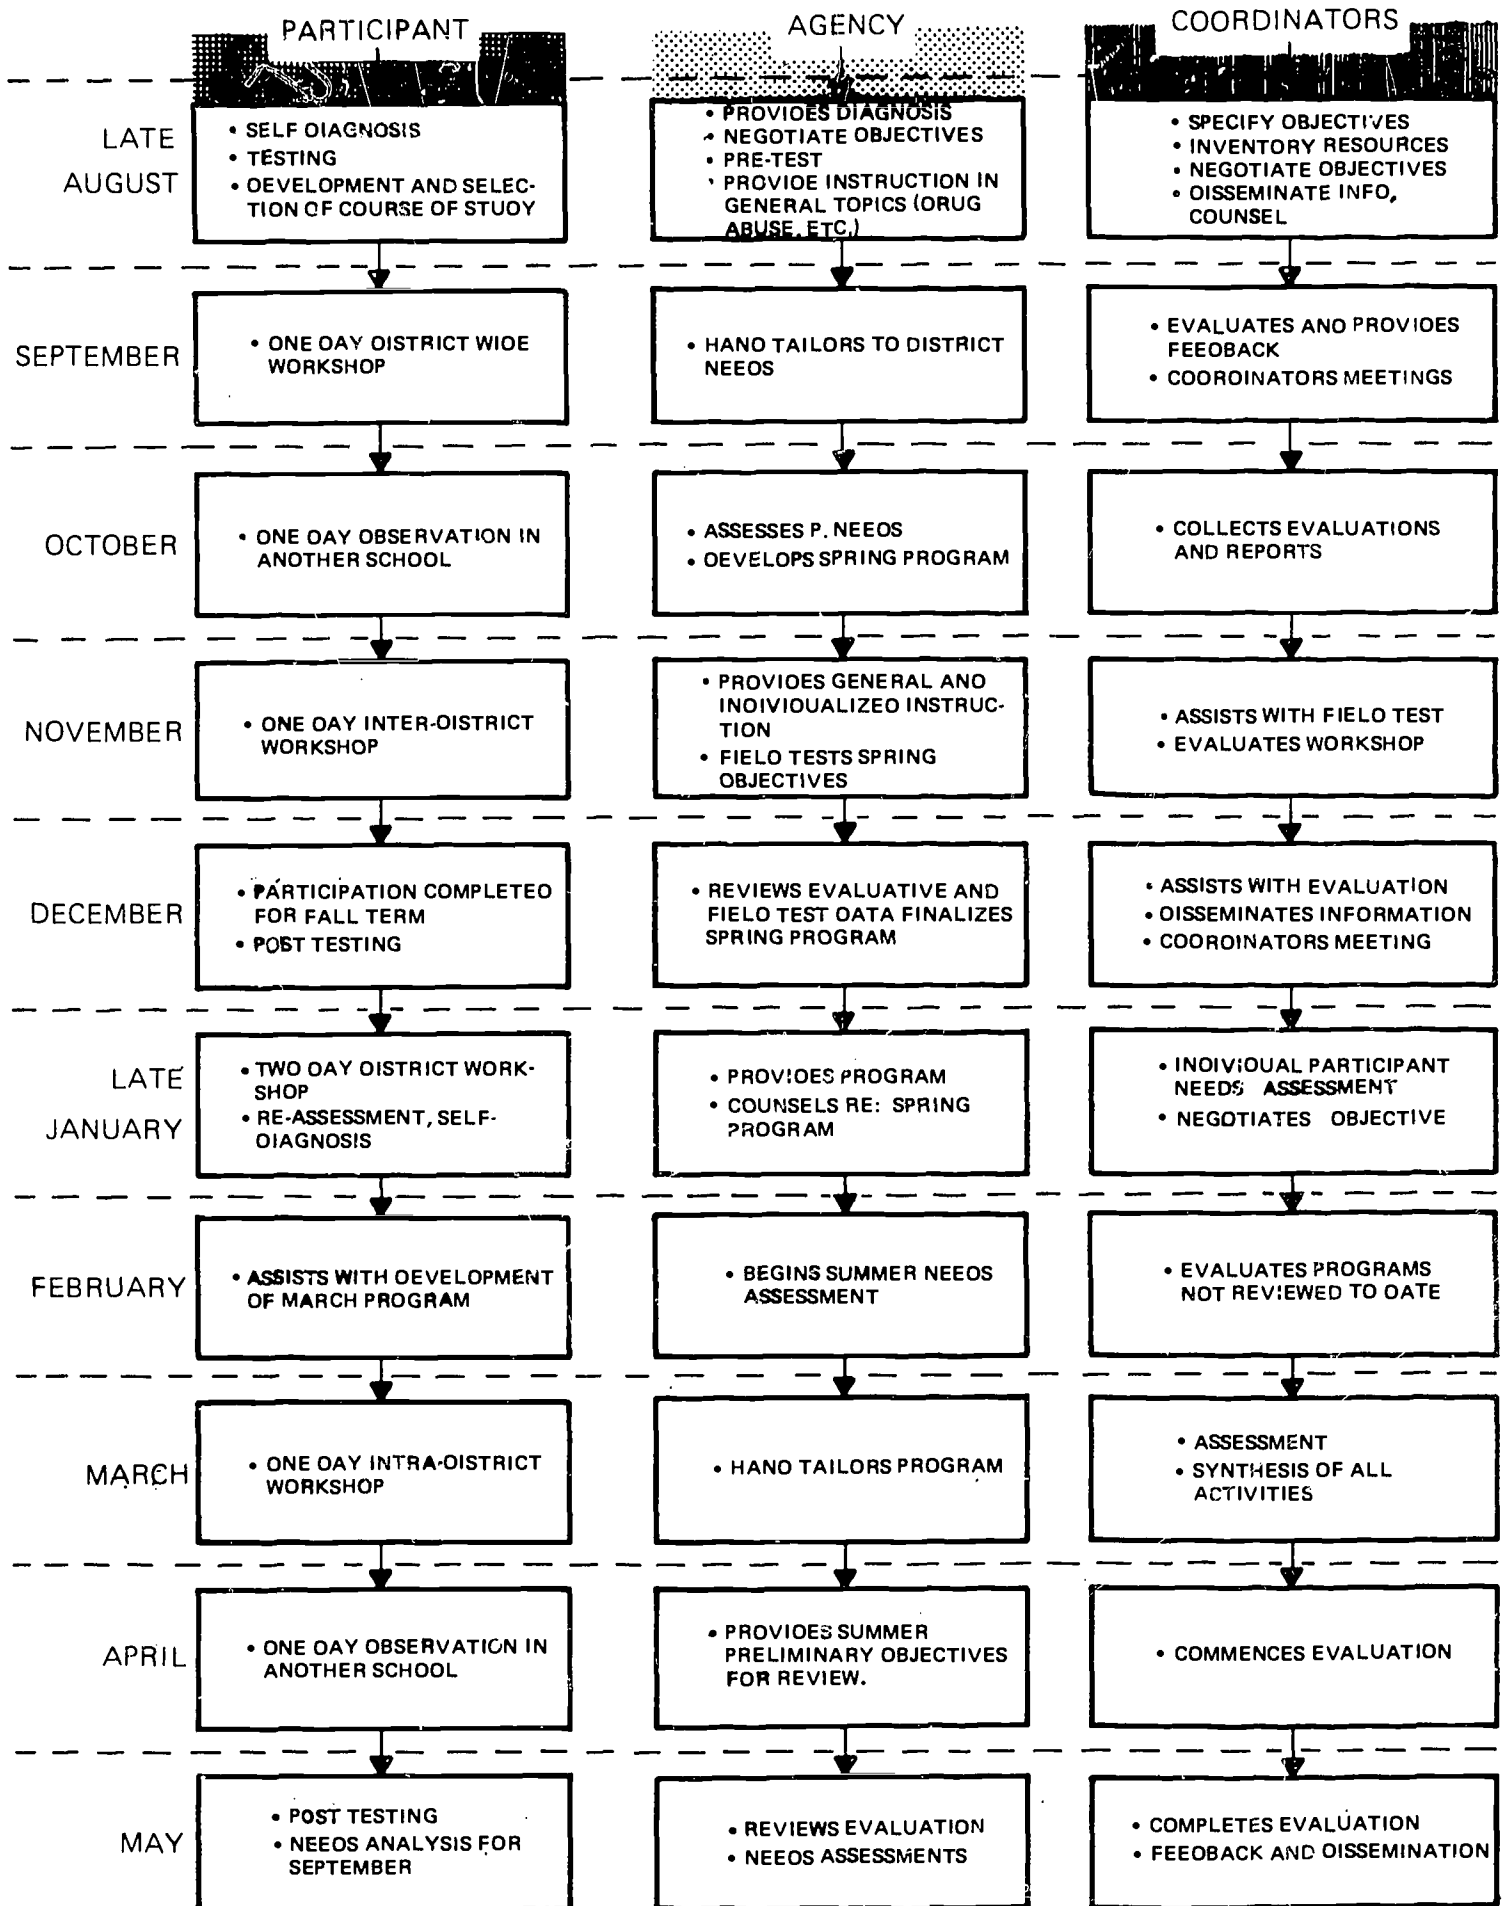 PARTICIPANT
AGENCY
COORDINATORS
LATE
AUGUST
• SELF OIAGNOSIS
• TESTING
• OEVELOPMENT AND SELEC-
TION OF COURSE OF STUOY
• PROVIDES DIAGNOSIS
• NEGOTIATE OBJECTIVES
• PRE-TEST
• PROVIOE INSTRUCTION IN
GENERAL TOPICS (ORUG
ABUSE, ETC.)
• SPECIFY OBJECTIVES
• INVENTORY RESOURCES
• NEGOTIATE OBJECTIVES
• OISSEMINATE INFO,
COUNSEL
SEPTEMBER
• ONE OAY OISTRICT WIOE
WORKSHOP
• HANO TAILORS TO DISTRICT
NEEOS
• EVALUATES AND PROVIOES
FEEOBACK
• COOROINATORS MEETINGS
OCTOBER
• ONE OAY OBSERVATION IN
ANOTHER SCHOOL
• ASSESSES P. NEEOS
• OEVELOPS SPRING PROGRAM
• COLLECTS EVALUATIONS
AND REPORTS
NOVEMBER
• ONE OAY INTER-OISTRICT
WORKSHOP
• PROVIOES GENERAL AND
INOIVIOUALIZEO INSTRUC-
TION
• FIELO TESTS SPRING
OBJECTIVES
• ASSISTS WITH FIELO TEST
• EVALUATES WORKSHOP
DECEMBER
• PARTICIPATION COMPLETEO
FOR FALL TERM
• POST TESTING
• REVIEWS EVALUATIVE AND
FIELO TEST DATA FINALIZES
SPRING PROGRAM
• ASSISTS WITH EVALUATION
• OISSEMINATES INFORMATION
• COOROINATORS MEETING
LATE
JANUARY
• TWO OAY OISTRICT WORK-
SHOP
• RE-ASSESSMENT, SELF-
OIAGNOSIS
• PROVIOES PROGRAM
• COUNSELS RE: SPRING
PROGRAM
• INOIVIOUAL PARTICIPANT
NEEDS ASSESSMENT
• NEGOTIATES OBJECTIVE
FEBRUARY
• ASSISTS WITH OEVELOPMENT
OF MARCH PROGRAM
• BEGINS SUMMER NEEOS
ASSESSMENT
• EVALUATES PROGRAMS
NOT REVIEWED TO OATE
MARCH
• ONE OAY INTRA-OISTRICT
WORKSHOP
• HANO TAILORS PROGRAM
• ASSESSMENT
• SYNTHESIS OF ALL
ACTIVITIES
APRIL
• ONE OAY OBSERVATION IN
ANOTHER SCHOOL
• PROVIOES SUMMER
PRELIMINARY OBJECTIVES
FOR REVIEW.
• COMMENCES EVALUATION
MAY
• POST TESTING
• NEEOS ANALYSIS FOR
SEPTEMBER
• REVIEWS EVALUATION
• NEEOS ASSESSMENTS
• COMPLETES EVALUATION
• FEEOBACK AND OISSEMINATION